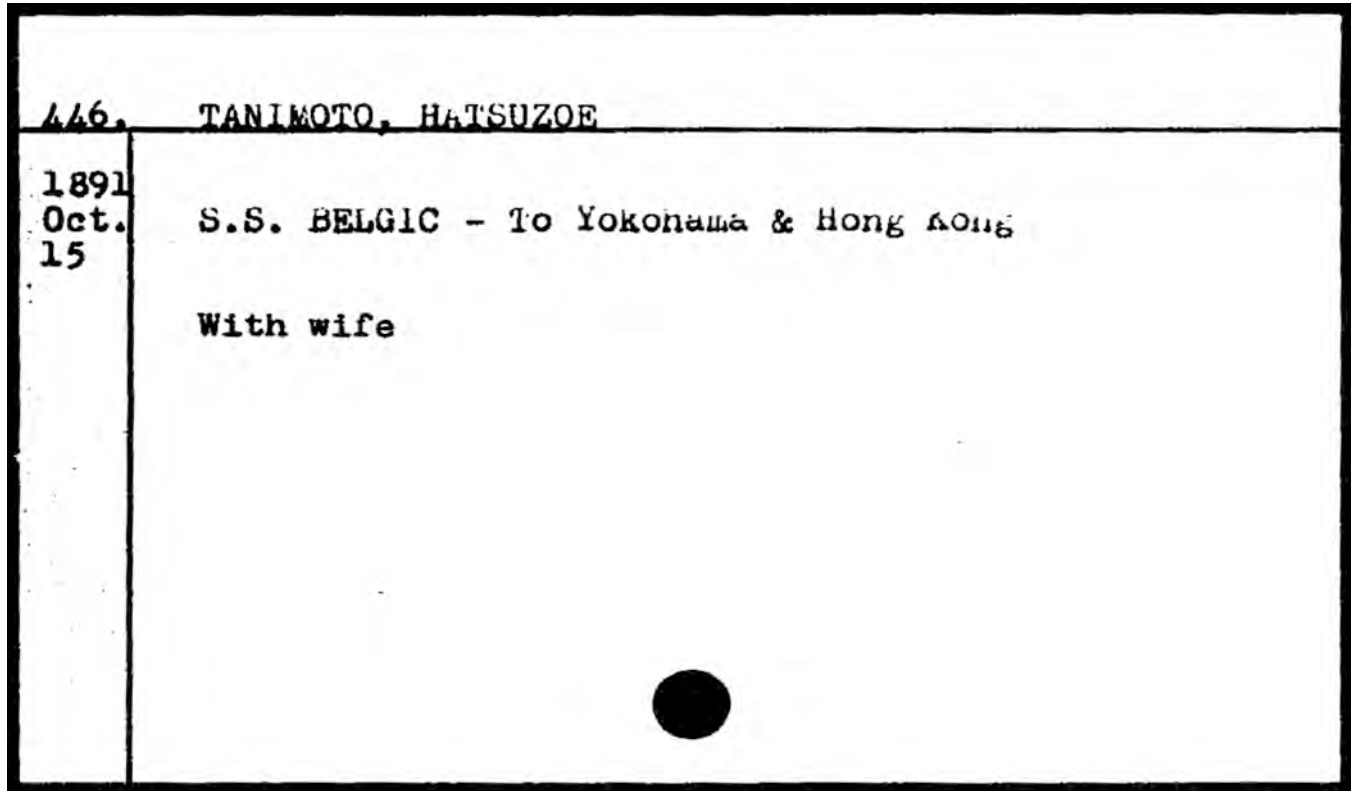 446. TANIMOTO, HATSUZOE
1891
Oct. S.S. BELGIC - To Yokohama & Hong Kong
15
With wife